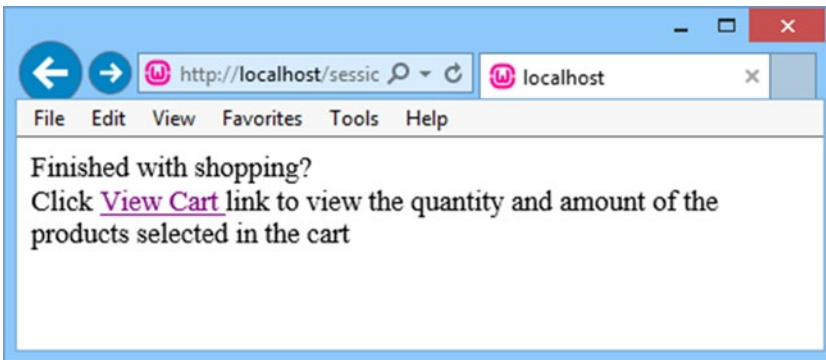 http://localhost/sessic
localhost
File Edit View Favorites Tools Help
Finished with shopping?
Click View Cart link to view the quantity and amount of the
products selected in the cart